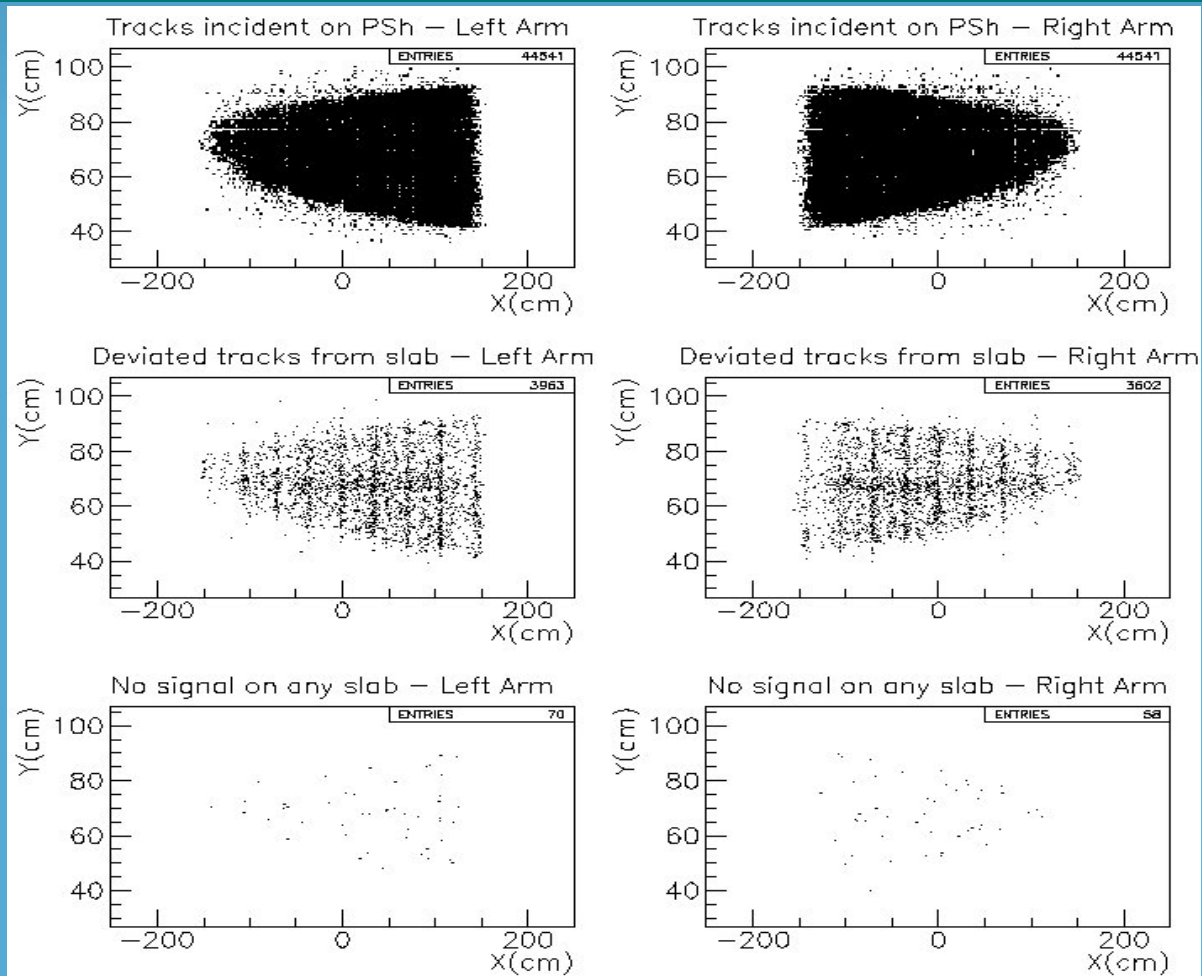 Tracks incident on PSh – Left Arm
ENTRIES 44541
Y(cm)
100
80
60
40
−200 0 200
X(cm)
Tracks incident on PSh – Right Arm
ENTRIES 44541
Y(cm)
100
80
60
40
−200 0 200
X(cm)
Deviated tracks from slab – Left Arm
ENTRIES 3963
Y(cm)
100
80
60
40
−200 0 200
X(cm)
Deviated tracks from slab – Right Arm
ENTRIES 3602
Y(cm)
100
80
60
40
−200 0 200
X(cm)
No signal on any slab – Left Arm
ENTRIES 70
Y(cm)
100
80
60
40
−200 0 200
X(cm)
No signal on any slab – Right Arm
ENTRIES 58
Y(cm)
100
80
60
40
−200 0 200
X(cm)